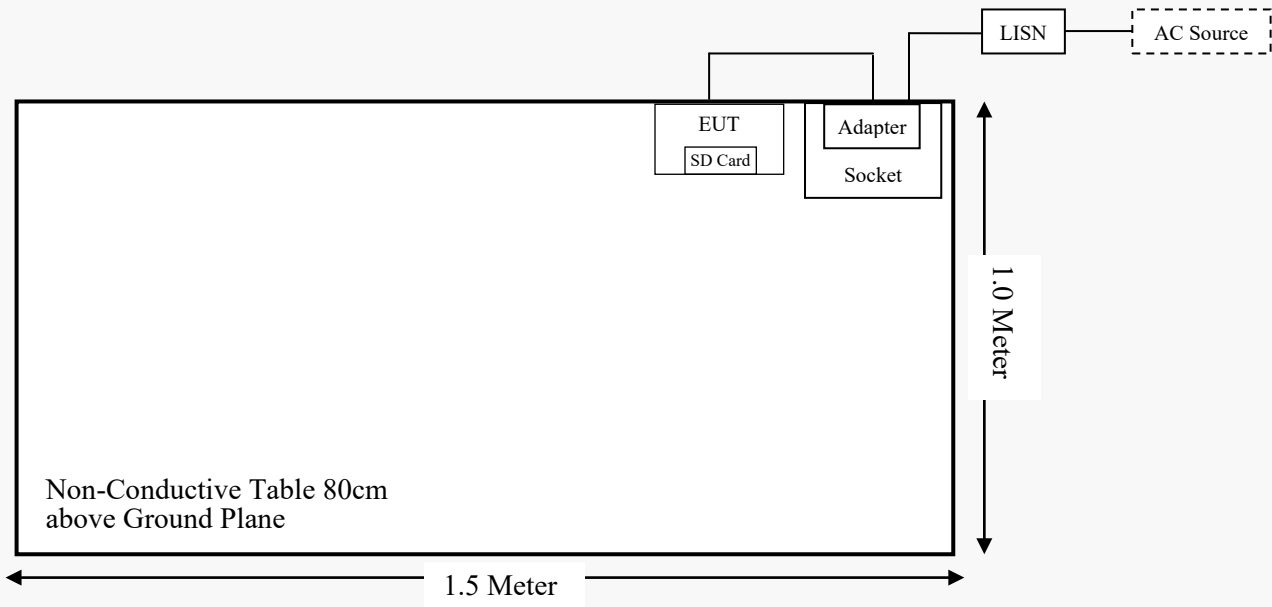 LISN
AC Source
EUT
Adapter
SD Card
Socket
1.0 Meter
Non-Conductive Table 80cm
above Ground Plane
1.5 Meter